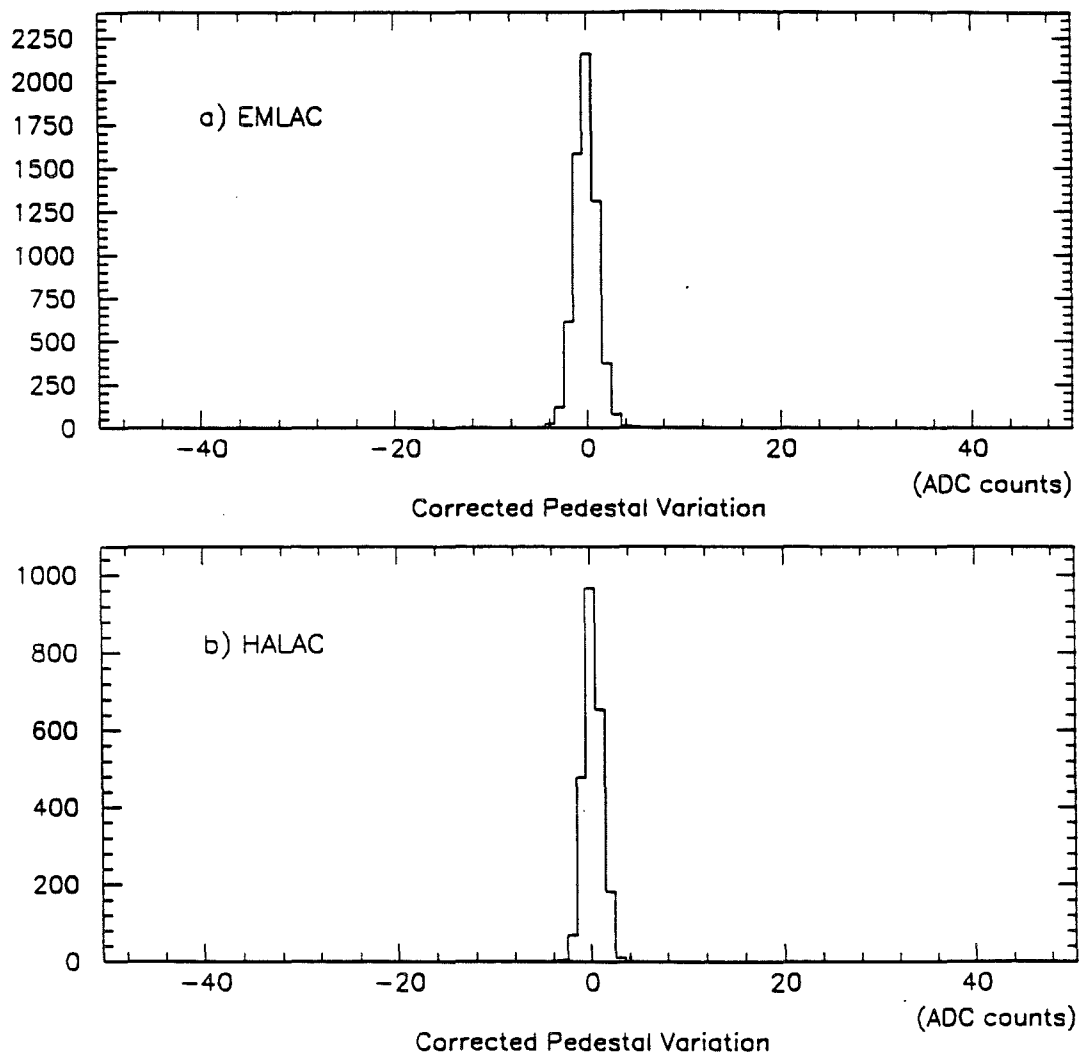 2250
2000
1750
1500
1250
1000
750
500
250
0
a) EMLAC
−40 −20 0 20 40
(ADC counts)
Corrected Pedestal Variation
1000
800
600
400
200
0
b) HALAC
−40 −20 0 20 40
(ADC counts)
Corrected Pedestal Variation